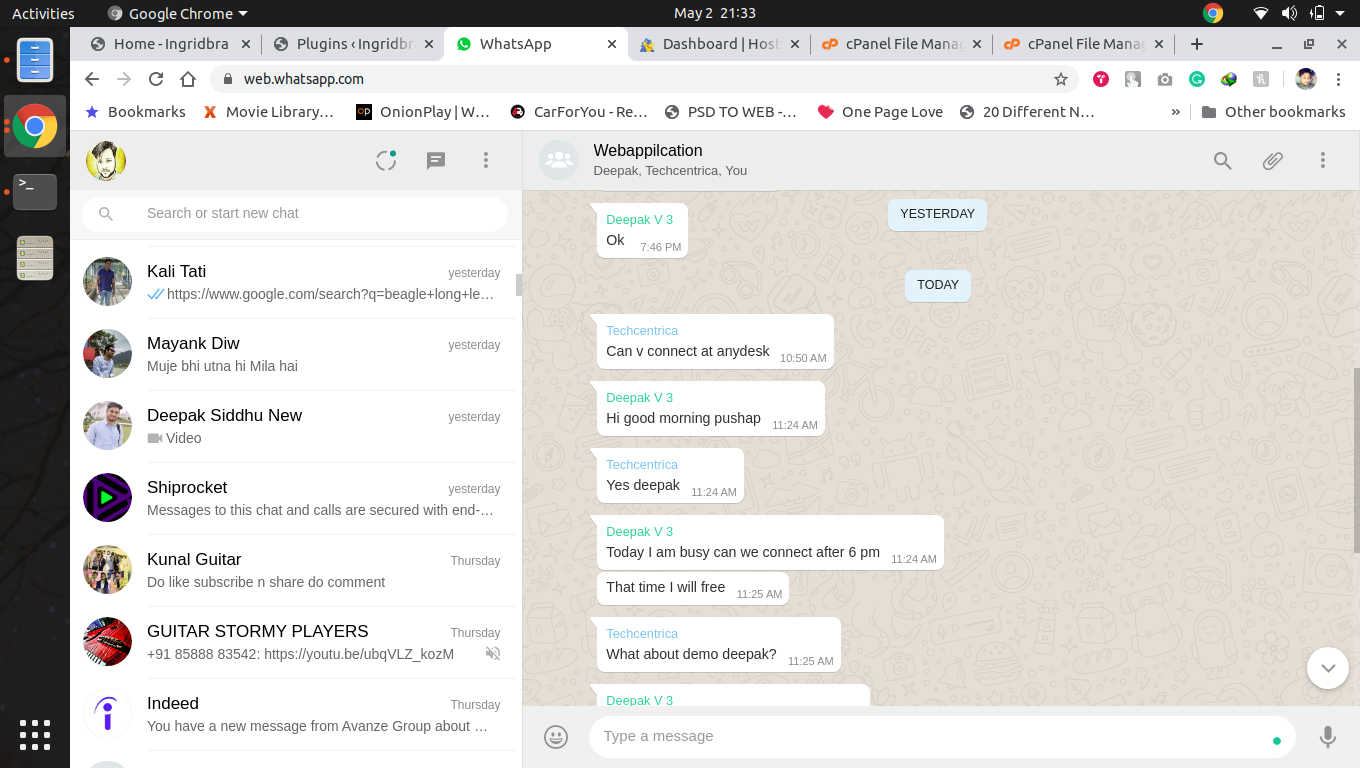 Activities
Google Chrome
May 2 21:33
Home - Ingridbra
Plugins ‹ Ingridbr
WhatsApp
Dashboard | Host
cPanel File Manag
cPanel File Manag
web.whatsapp.com
Bookmarks
Movie Library…
OnionPlay | W…
CarForYou - Re…
PSD TO WEB -…
One Page Love
20 Different N…
»
Other bookmarks
Search or start new chat
Kali Tati
yesterday
https://www.google.com/search?q=beagle+long+le…
Mayank Diw
yesterday
Muje bhi utna hi Mila hai
Deepak Siddhu New
yesterday
Video
Shiprocket
yesterday
Messages to this chat and calls are secured with end-…
Kunal Guitar
Thursday
Do like subscribe n share do comment
GUITAR STORMY PLAYERS
Thursday
+91 85888 83542: https://youtu.be/ubqVLZ_kozM
Indeed
Thursday
You have a new message from Avanze Group about …
Webappilcation
Deepak, Techcentrica, You
YESTERDAY
Deepak V 3
Ok
7:46 PM
TODAY
Techcentrica
Can v connect at anydesk
10:50 AM
Deepak V 3
Hi good morning pushap
11:24 AM
Techcentrica
Yes deepak
11:24 AM
Deepak V 3
Today I am busy can we connect after 6 pm
11:24 AM
That time I will free
11:25 AM
Techcentrica
What about demo deepak?
11:25 AM
Deepak V 3
Type a message